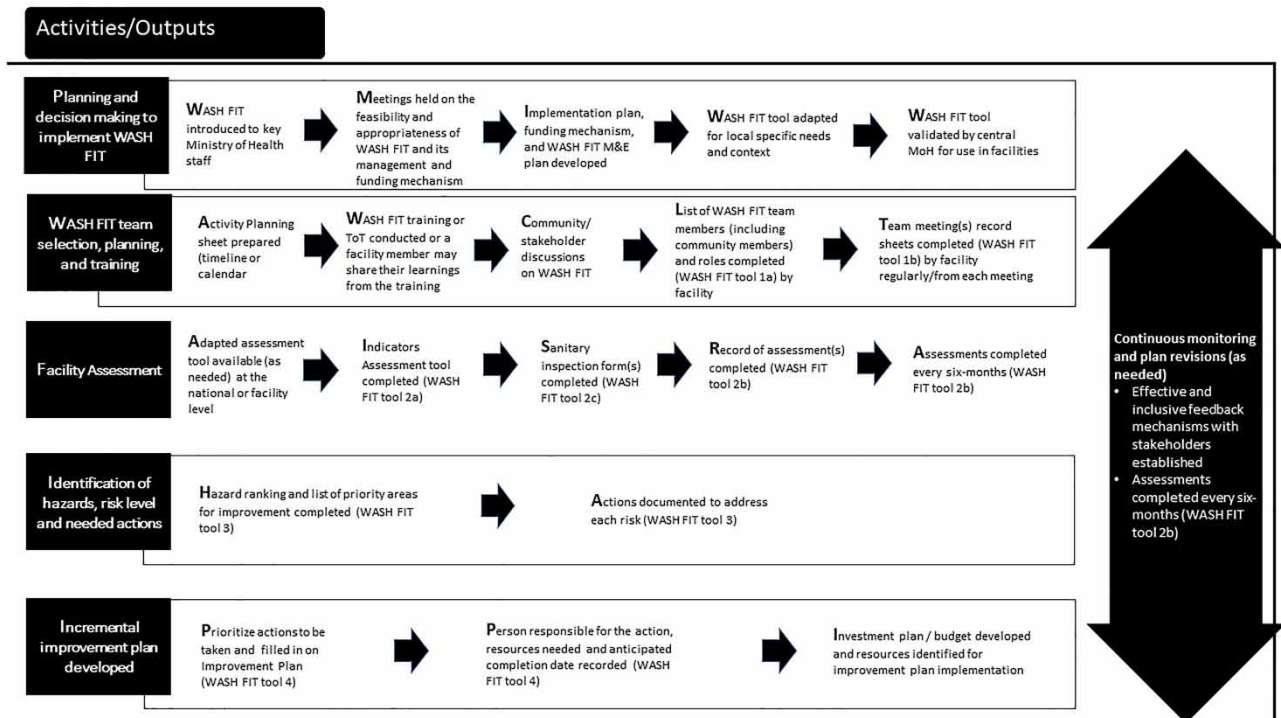 Activities/Outputs
Planning and
decision making to
implement WASH
FIT
WASH FIT
introduced to key
Ministry of Health
staff
Meetings held on the
feasibility and
appropriateness of
WASH FIT and its
management and
funding mechanism
Implementation plan,
funding mechanism,
and WASH FIT M&E
plan developed
WASH FIT tool adapted
for local specific needs
and context
WASH FIT tool
validated by central
MoH for use in facilities
WASH FIT team
selection, planning,
and training
Activity Planning
sheet prepared
(timeline or
calendar
WASH FIT training or
ToT conducted or a
facility member may
share their learnings
from the training
Community/
stakeholder
discussions
on WASH FIT
List of WASH FIT team
members (including
community members)
and roles completed
(WASH FIT tool 1a) by
facility
Team meeting(s) record
sheets completed (WASH
FIT tool 1b) by facility
regularly/from each meeting
Facility Assessment
Adapted assessment
tool available (as
needed) at the
national or facility
level
Indicators
Assessment tool
completed (WASH
FIT tool 2a)
Sanitary
inspection form(s)
completed (WASH
FIT tool 2c)
Record of assessment(s)
completed (WASH FIT
tool 2b)
Assessments completed
every six-months (WASH
FIT tool 2b)
Identification of
hazards, risk level
and needed actions
Hazard ranking and list of priority areas
for improvement completed (WASH FIT
tool 3)
Actions documented to address
each risk (WASH FIT tool 3)
Incremental
improvement plan
developed
Prioritize actions to be
taken and filled in on
Improvement Plan
(WASH FIT tool 4)
Person responsible for the action,
resources needed and anticipated
completion date recorded (WASH
FIT tool 4)
Investment plan / budget developed
and resources identified for
improvement plan implementation
Continuous monitoring
and plan revisions (as
needed)
• Effective and
inclusive feedback
mechanisms with
stakeholders
established
• Assessments
completed every six-
months (WASH FIT
tool 2b)